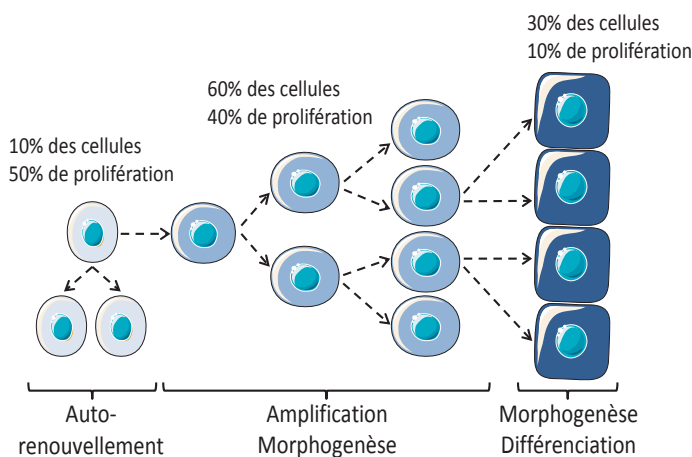 30% des cellules
10% de prolifération
60% des cellules
40% de prolifération
10% des cellules
50% de prolifération
Auto-
renouvellement
Amplification
Morphogenèse
Morphogenèse
Différenciation